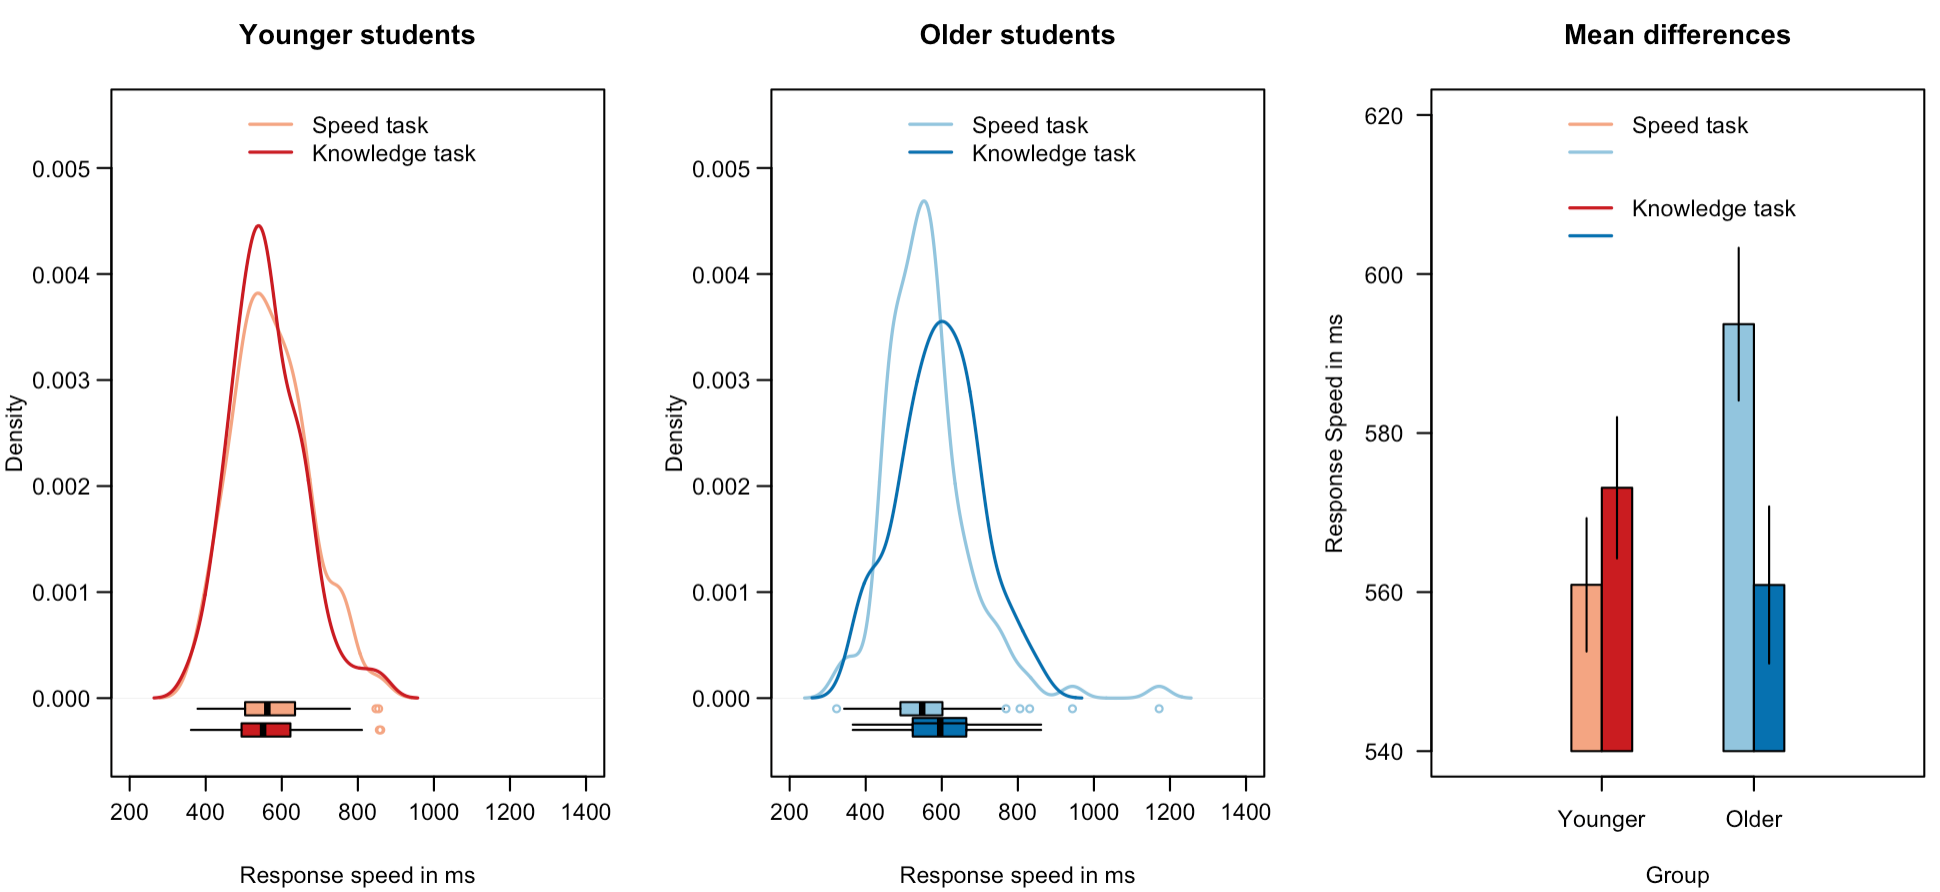 Younger students
Speed task
Knowledge task
0.005
0.004
0.003
0.002
0.001
0.000
Density
200 400 600 800 1000 1200 1400
Response speed in ms
Older students
Speed task
Knowledge task
0.005
0.004
0.003
0.002
0.001
0.000
Density
200 400 600 800 1000 1200 1400
Response speed in ms
Mean differences
Speed task
Knowledge task
620
600
580
560
540
Response Speed in ms
Younger Older
Group